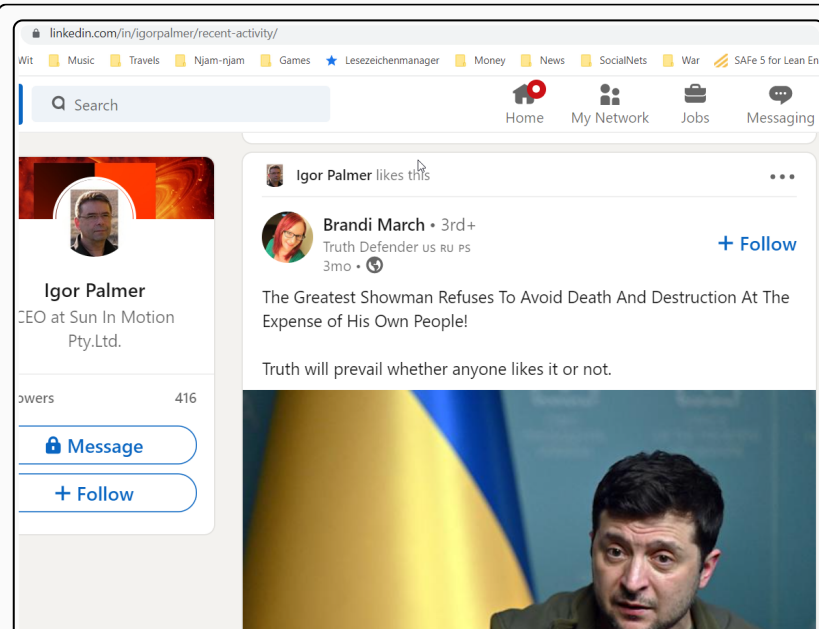 linkedin.com/in/igorpalmer/recent-activity/
Wit Music Travels Njam-njam Games Lesezeichenmanager Money News SocialNets War SAFe 5 for Lean En
Search
Home My Network Jobs Messaging
Igor Palmer likes this
Brandi March • 3rd+
Truth Defender US RU PS
3mo •
+ Follow
Igor Palmer
CEO at Sun In Motion
Pty.Ltd.
owers 416
Message
+ Follow
The Greatest Showman Refuses To Avoid Death And Destruction At The
Expense of His Own People!
Truth will prevail whether anyone likes it or not.